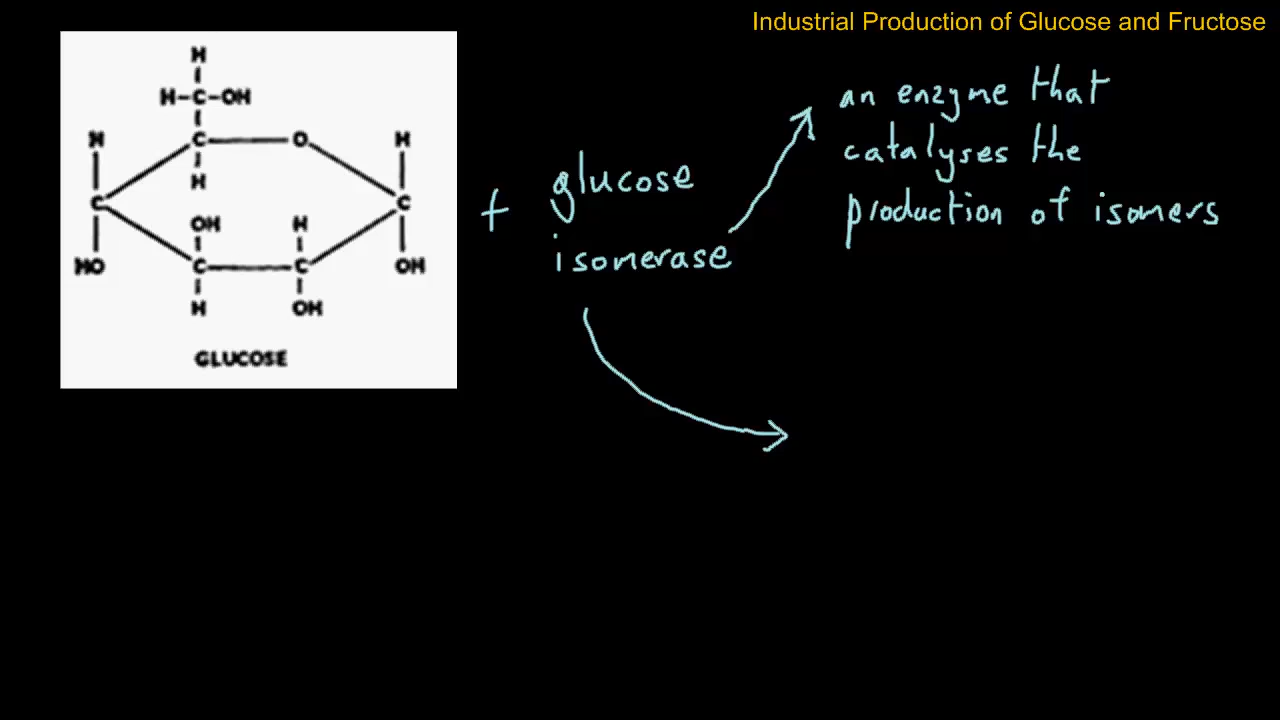 Industrial Production of Glucose and Fructose
H
H-C-OH
H C O H
H
C C
OH H
HO C C OH
H OH
GLUCOSE
+ glucose
isomerase
an enzyme that
catalyses the
production of isomers